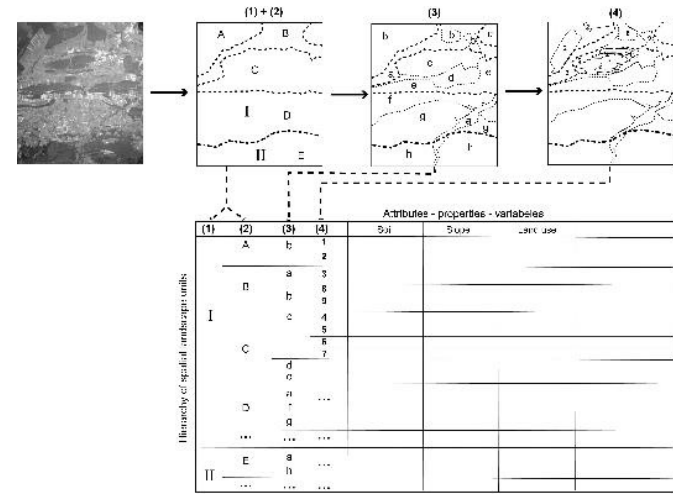 (1) + (2)
(3)
(4)
A
B
C
I
D
II
E
b
b
c
c
a
d
e
e
f
g
a
g
h
Attributes - properties - variabeles
(1) (2) (3) (4) Soil Slope Land use
Hierarchy of spatial landscape units
A b 1
2
a 3
B 8
b 9
I c 4
5
6
C 7
d
c
a ....
D f
g
.... .... ....
E a ....
h
II .... .... ....